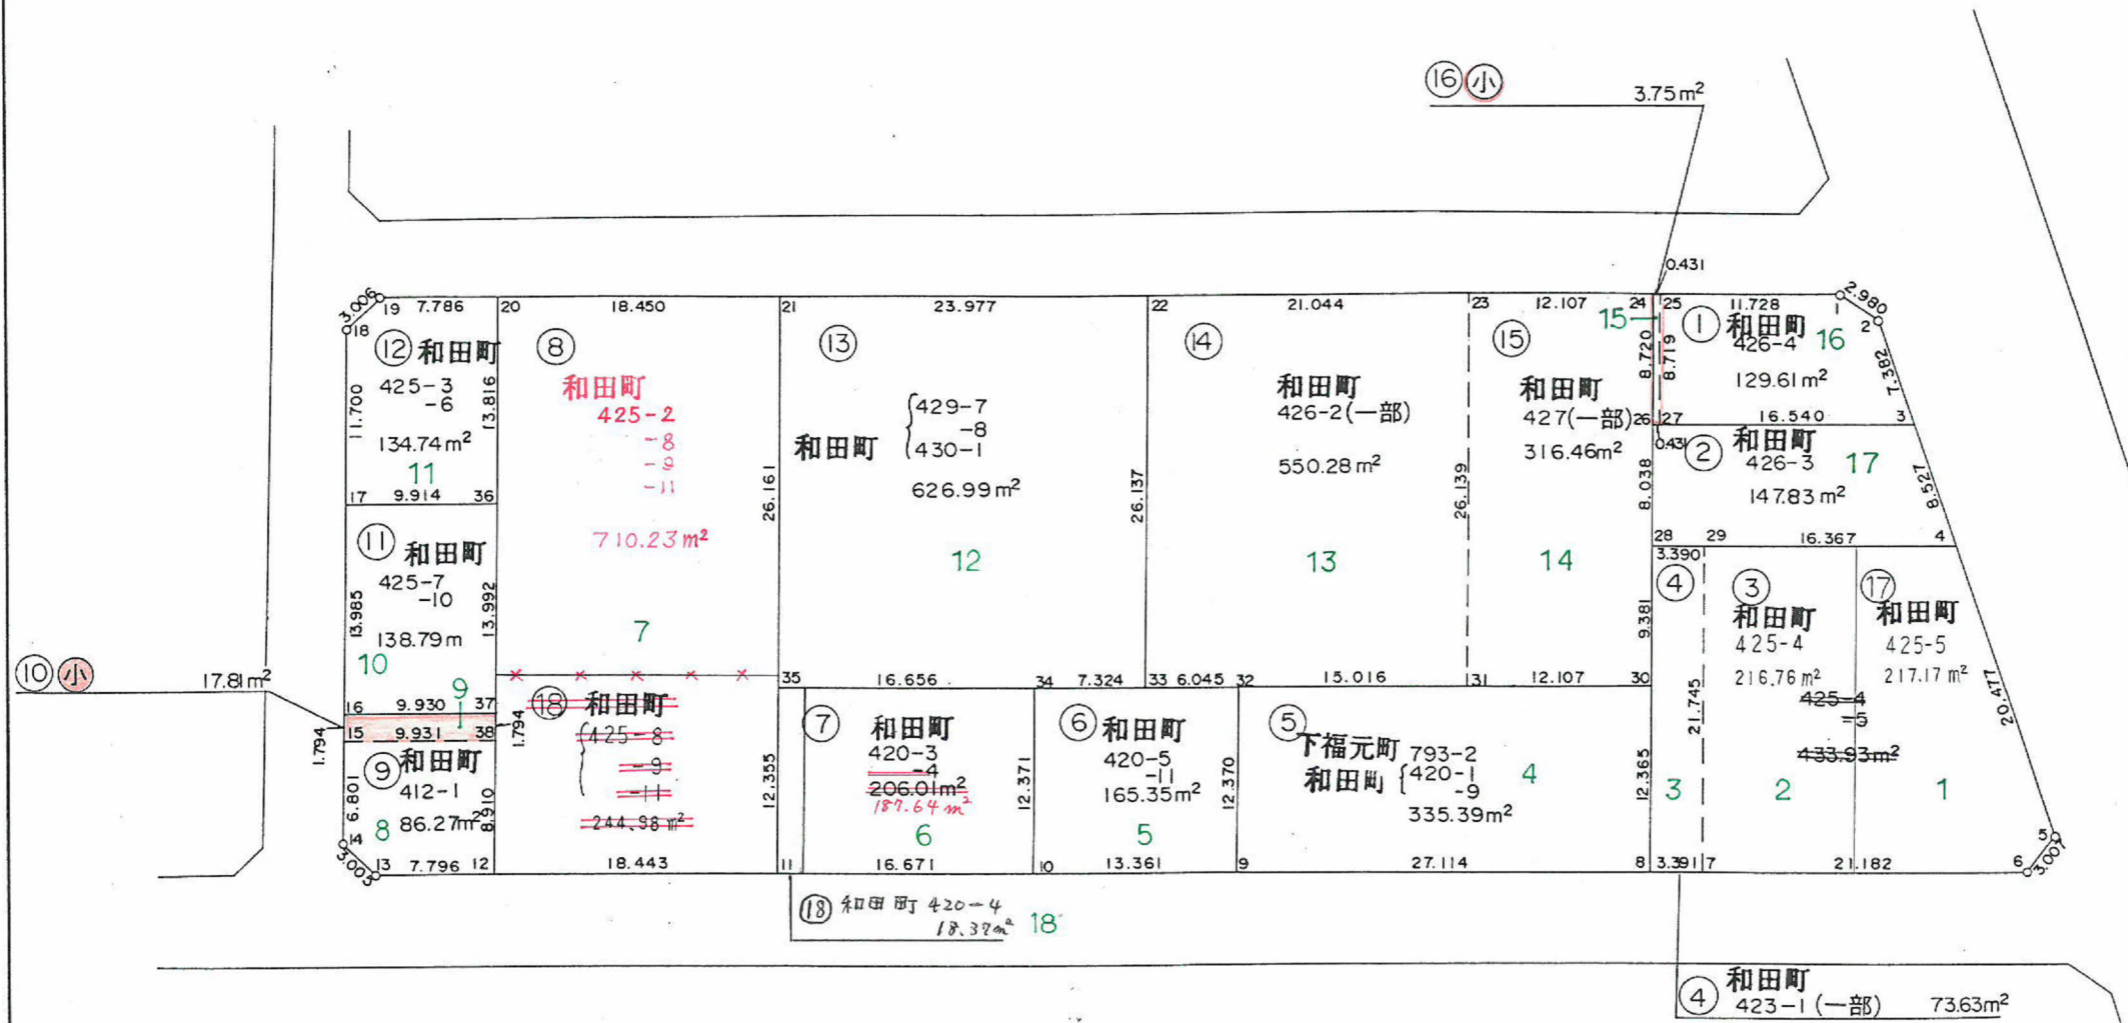 ⑯ 小
3.75m²
0.431
3.006
19 7.786
20 18.450
21 23.977
22 21.044
23 12.107
24 25 11.728
2.980
1
2
18
⑫ 和田町
425-3
-6
134.74m²
11
11.700
13.816
17 9.914 36
⑧
和田町
425-2
-8
-9
-11
710.23m²
7
26.161
⑬
和田町
429-7
-8
430-1
626.99m²
12
26.137
⑭
和田町
426-2(一部)
550.28m²
13
26.139
⑮
和田町
427(一部)
316.46m²
14
15
8.720
8.719
① 和田町
426-4
16
129.61m²
7.382
26 27 16.540 3
0.431
② 和田町
426-3
17
147.83m²
8.038
8.527
28 29 16.367 4
3.390
⑪ 和田町
425-7
-10
138.79m
10
13.985
13.992
9
16 9.930 37
⑩ 小
17.81m²
1.794
15 9.931 38
1.794
⑨ 和田町
412-1
86.27m²
8
6.801
8.910
14
3.003
13 7.796 12
⑱ 和田町
425-8
-9
-11
244.98m²
18.443
35 16.656 34 7.324 33 6.045 32 15.016 31 12.107 30
12.355
⑦ 和田町
420-3
-4
206.01m²
187.64m²
6
12.371
11 16.671 10
⑥ 和田町
420-5
-11
165.35m²
5
12.370
13.361 9
⑤ 下福元町 793-2
和田町 420-1
-9
335.39m²
4
12.365
27.114 8
9.381
④
3
21.745
3.391 7
③
和田町
425-4
216.76m²
425-4
-5
433.93m²
2
⑰
和田町
425-5
217.17m²
1
20.477
21.182
5
6
3.007
⑱ 和田町 420-4
18.37m²
18
④ 和田町
423-1(一部) 73.63m²